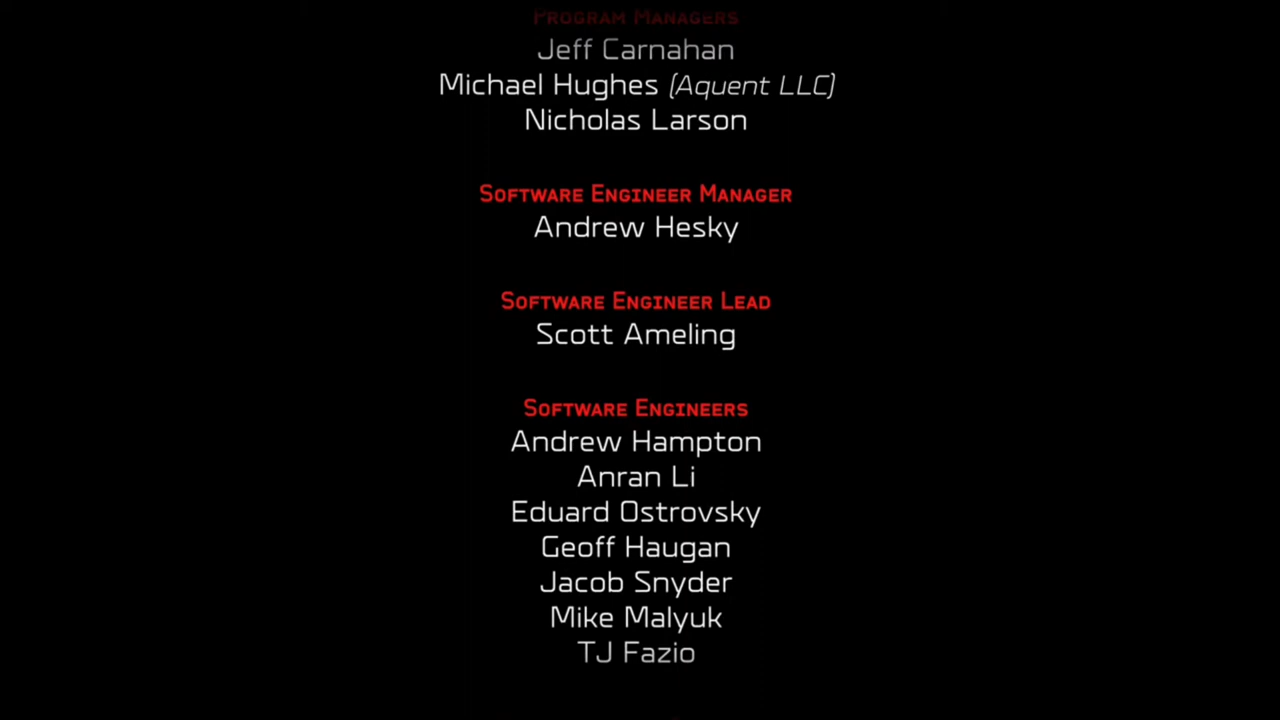 Program Managers
Jeff Carnahan
Michael Hughes (Aquent LLC)
Nicholas Larson
Software Engineer Manager
Andrew Hesky
Software Engineer Lead
Scott Ameling
Software Engineers
Andrew Hampton
Anran Li
Eduard Ostrovsky
Geoff Haugan
Jacob Snyder
Mike Malyuk
TJ Fazio